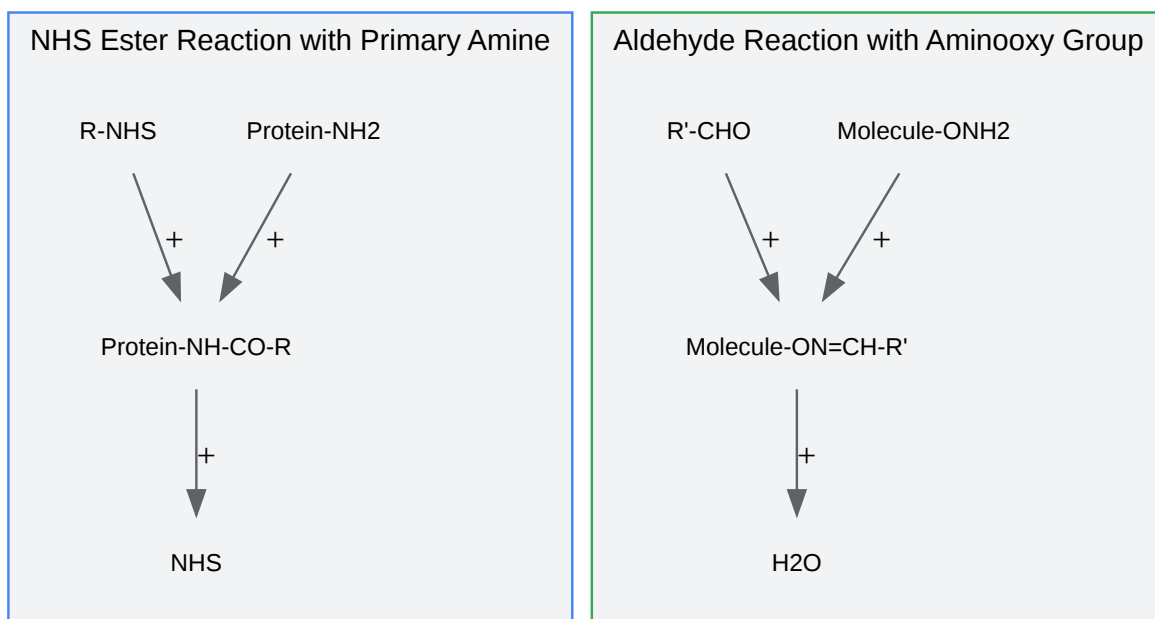 NHS Ester Reaction with Primary Amine
R-NHS
Protein-NH2
+
+
Protein-NH-CO-R
+
NHS
Aldehyde Reaction with Aminooxy Group
R'-CHO
Molecule-ONH2
+
+
Molecule-ON=CH-R'
+
H2O